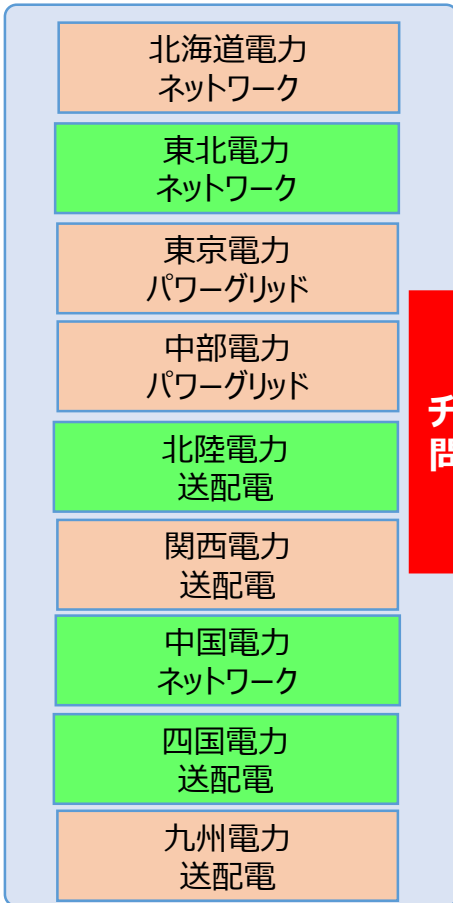 北海道電力
ネットワーク
東北電力
ネットワーク
東京電力
パワーグリッド
中部電力
パワーグリッド
北陸電力
送配電
関西電力
送配電
中国電力
ネットワーク
四国電力
送配電
九州電力
送配電
問